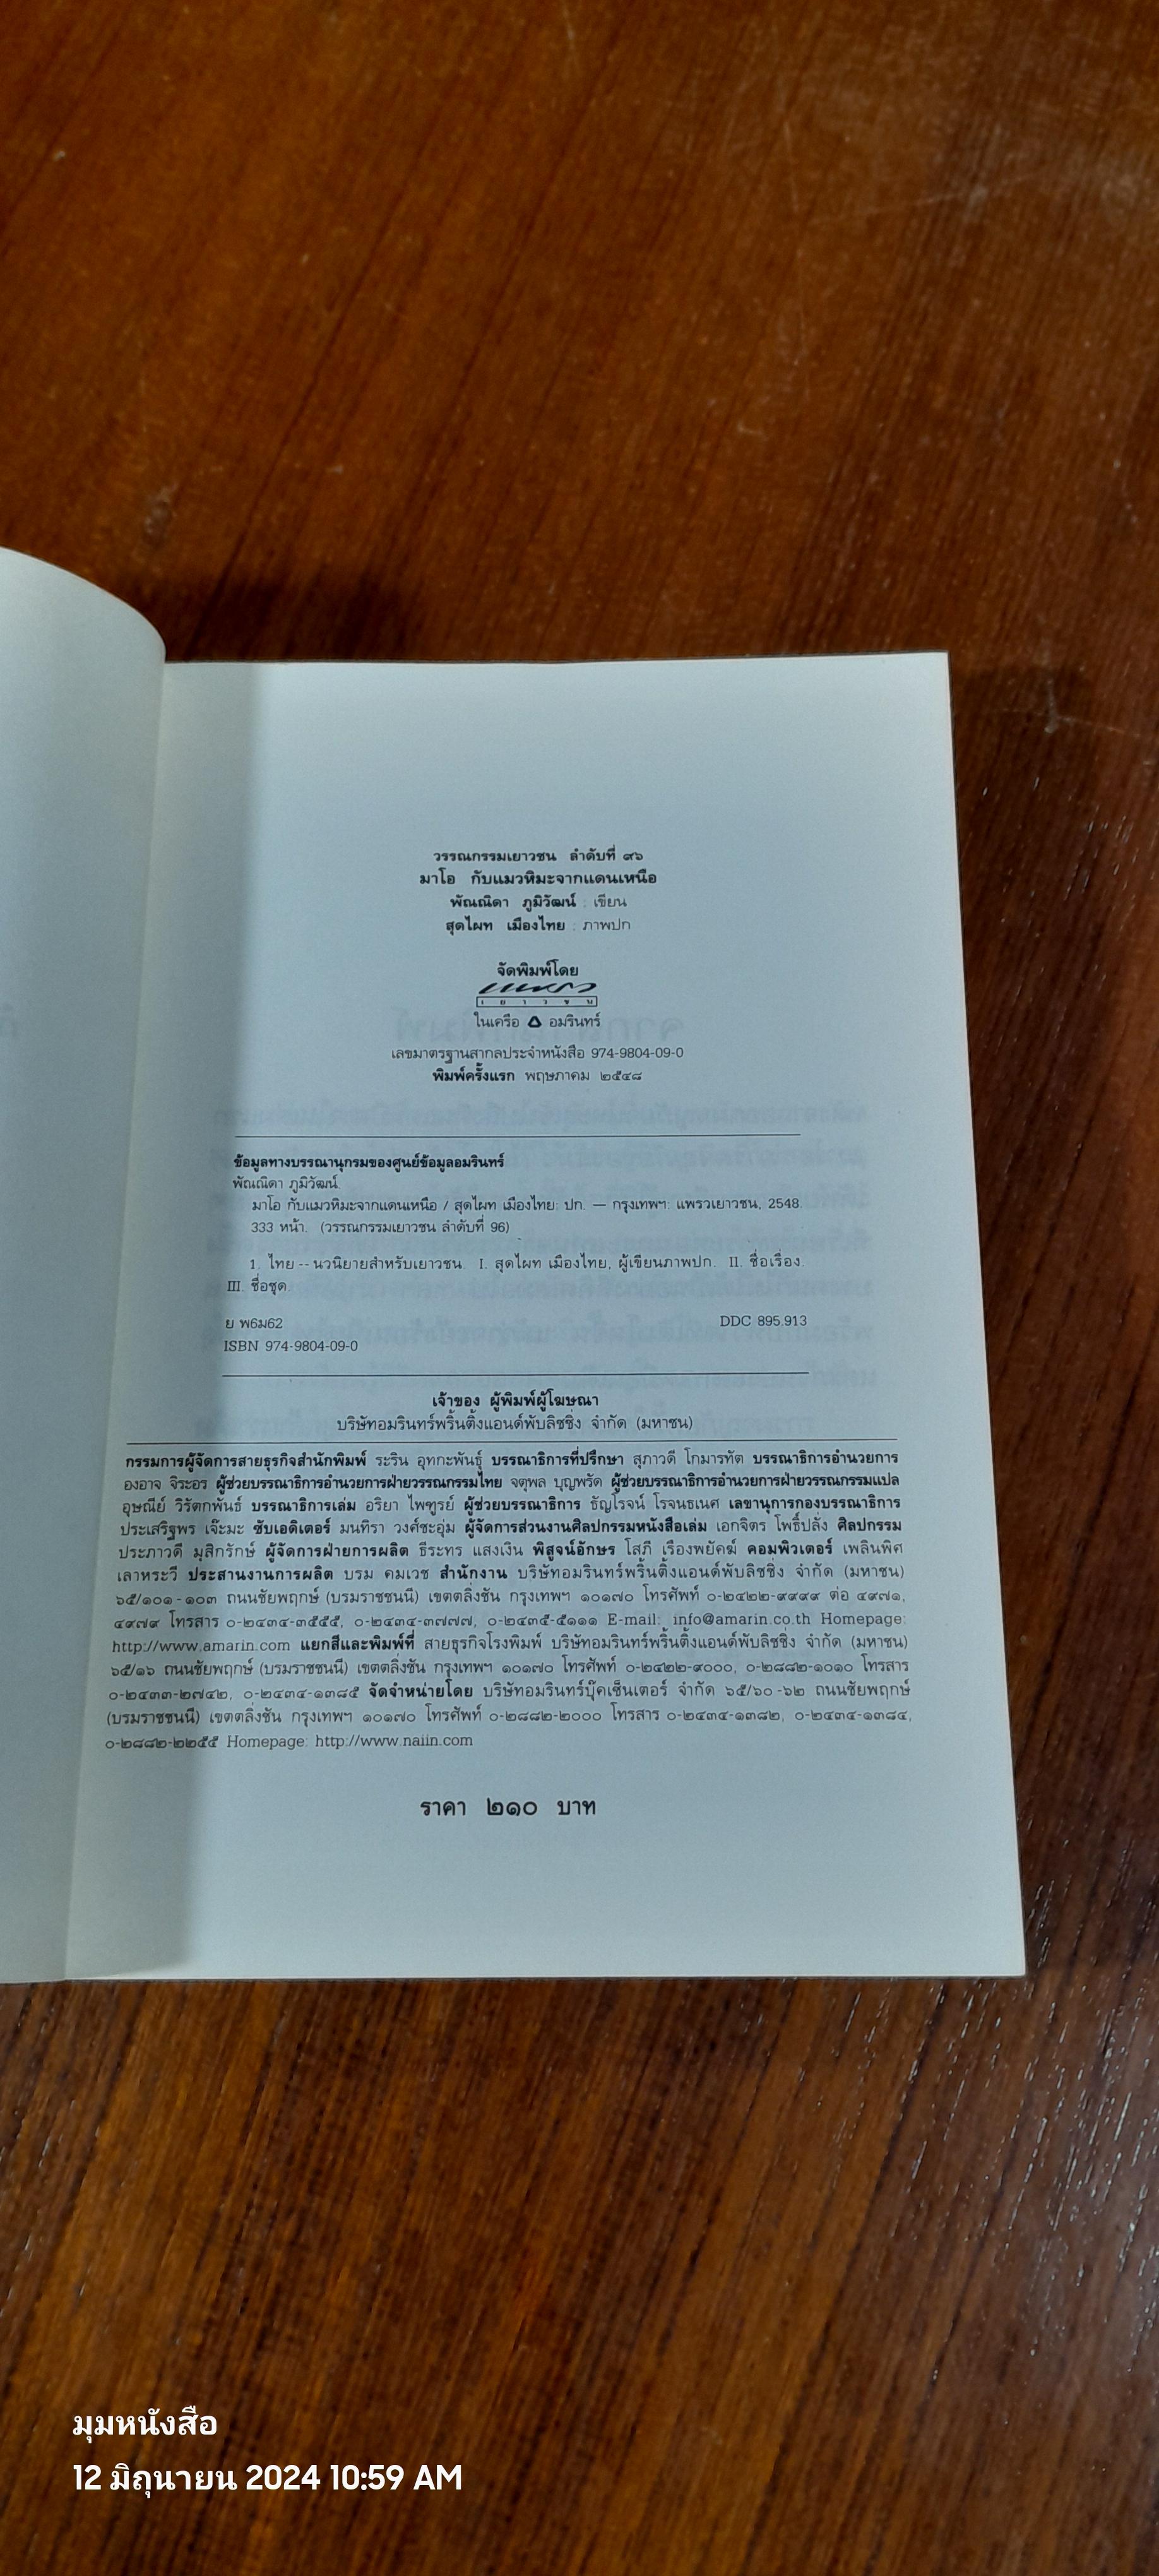 วรรณกรรมเยาวชน ลำดับที่ ๙๖
มาโอ กับแมวหิมะจากแดนเหนือ
พัณณิดา ภูมิวัฒน์ : เขียน
สุดไผท เมืองไทย : ภาพปก
จัดพิมพ์โดย
แพรว
เยาวชน
ในเครือ อมรินทร์
เลขมาตรฐานสากลประจำหนังสือ 974-9804-09-0
พิมพ์ครั้งแรก พฤษภาคม ๒๕๔๘
ข้อมูลทางบรรณานุกรมของศูนย์ข้อมูลอมรินทร์
พัณณิดา ภูมิวัฒน์.
มาโอ กับแมวหิมะจากแดนเหนือ / สุดไผท เมืองไทย: ปก. — กรุงเทพฯ: แพรวเยาวชน, 2548.
333 หน้า. (วรรณกรรมเยาวชน ลำดับที่ 96)
1. ไทย -- นวนิยายสำหรับเยาวชน. I. สุดไผท เมืองไทย, ผู้เขียนภาพปก. II. ชื่อเรื่อง.
III. ชื่อชุด.
ย พ6ม62 DDC 895.913
ISBN 974-9804-09-0
เจ้าของ ผู้พิมพ์ผู้โฆษณา
บริษัทอมรินทร์พริ้นติ้งแอนด์พับลิชชิ่ง จำกัด (มหาชน)
กรรมการผู้จัดการสายธุรกิจสำนักพิมพ์ ระริน อุทกะพันธุ์ บรรณาธิการที่ปรึกษา สุภาวดี โกมารทัต บรรณาธิการอำนวยการ
องอาจ จิระอร ผู้ช่วยบรรณาธิการอำนวยการฝ่ายวรรณกรรมไทย จตุพล บุญพรัด ผู้ช่วยบรรณาธิการอำนวยการฝ่ายวรรณกรรมแปล
อุษณีย์ วิรัตกพันธ์ บรรณาธิการเล่ม อริยา ไพฑูรย์ ผู้ช่วยบรรณาธิการ ธัญโรจน์ โรจนธเนศ เลขานุการกองบรรณาธิการ
ประเสริฐพร เจ๊ะมะ ซับเอดิเตอร์ มนทิรา วงศ์ชะอุ่ม ผู้จัดการส่วนงานศิลปกรรมหนังสือเล่ม เอกจิตร โพธิ์ปลั่ง ศิลปกรรม
ประภาวดี มุสิกรักษ์ ผู้จัดการฝ่ายการผลิต ธีระทร แสงเงิน พิสูจน์อักษร โสภี เรืองพยัคฆ์ คอมพิวเตอร์ เพลินพิศ
เลาหระวี ประสานงานการผลิต บรม คมเวช สำนักงาน บริษัทอมรินทร์พริ้นติ้งแอนด์พับลิชชิ่ง จำกัด (มหาชน)
๖๕/๑๐๑-๑๐๓ ถนนชัยพฤกษ์ (บรมราชชนนี) เขตตลิ่งชัน กรุงเทพฯ ๑๐๑๗๐ โทรศัพท์ ๐-๒๔๒๒-๙๙๙๙ ต่อ ๔๙๗๑,
๔๙๗๙ โทรสาร ๐-๒๔๓๔-๓๕๕๕, ๐-๒๔๓๔-๓๗๗๗, ๐-๒๔๓๕-๕๑๑๑ E-mail: info@amarin.co.th Homepage:
http://www.amarin.com แยกสีและพิมพ์ที่ สายธุรกิจโรงพิมพ์ บริษัทอมรินทร์พริ้นติ้งแอนด์พับลิชชิ่ง จำกัด (มหาชน)
๖๕/๑๖ ถนนชัยพฤกษ์ (บรมราชชนนี) เขตตลิ่งชัน กรุงเทพฯ ๑๐๑๗๐ โทรศัพท์ ๐-๒๔๒๒-๙๐๐๐, ๐-๒๘๘๒-๑๐๑๐ โทรสาร
๐-๒๔๓๓-๒๗๔๒, ๐-๒๔๓๔-๑๓๘๕ จัดจำหน่ายโดย บริษัทอมรินทร์บุ๊คเซ็นเตอร์ จำกัด ๖๕/๖๐-๖๒ ถนนชัยพฤกษ์
(บรมราชชนนี) เขตตลิ่งชัน กรุงเทพฯ ๑๐๑๗๐ โทรศัพท์ ๐-๒๘๘๒-๒๐๐๐ โทรสาร ๐-๒๔๓๔-๑๓๘๒, ๐-๒๔๓๔-๑๓๘๔,
๐-๒๘๘๒-๒๒๕๕ Homepage: http://www.naiin.com
ราคา ๒๑๐ บาท
มุมหนังสือ
12 มิถุนายน 2024 10:59 AM